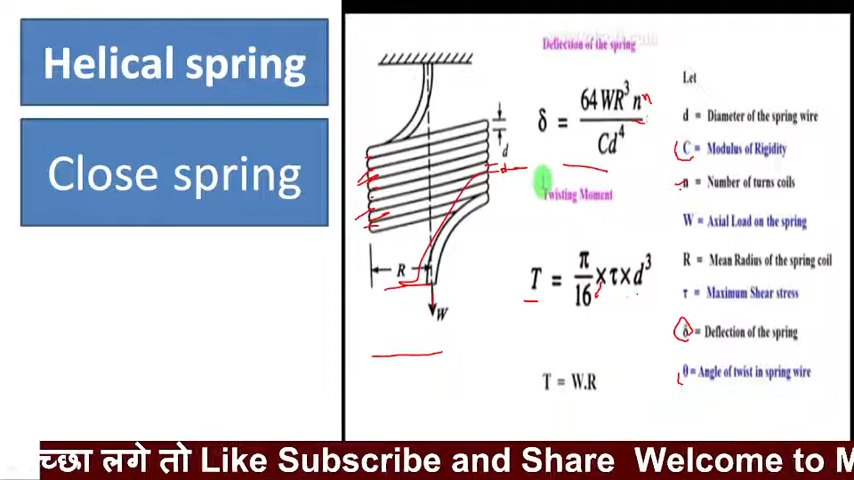 Helical spring
Close spring
d
R
W
Deflection of the spring
δ = 64 WR³ n / Cd⁴
n
d
Twisting Moment
T = π/16 × τ × d³
T = W.R
Let
d = Diameter of the spring wire
C = Modulus of Rigidity
n = Number of turns coils
W = Axial Load on the spring
R = Mean Radius of the spring coil
τ = Maximum Shear stress
δ = Deflection of the spring
θ = Angle of twist in spring wire
च्छा लगे तो Like Subscribe and Share Welcome to M